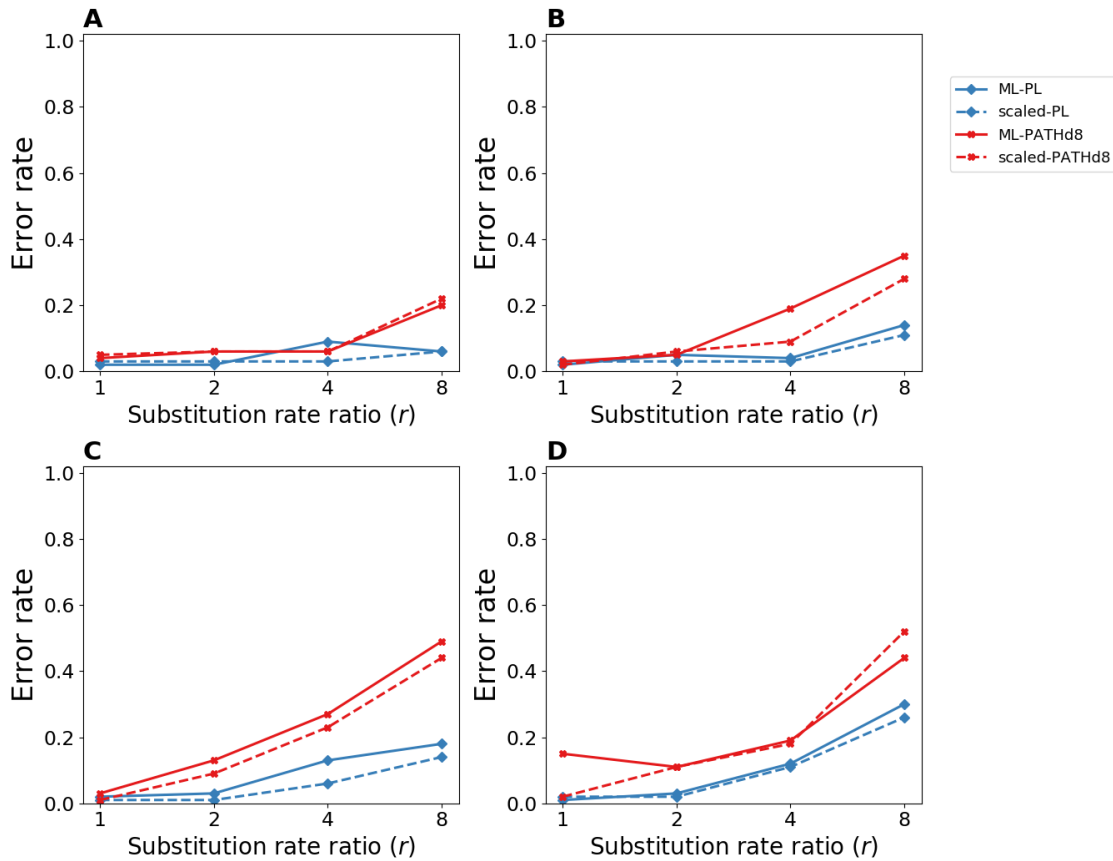 A
1.0
0.8
0.6
0.4
0.2
0.0
Error rate
1 2 4 8
Substitution rate ratio (r)
B
1.0
0.8
0.6
0.4
0.2
0.0
Error rate
1 2 4 8
Substitution rate ratio (r)
ML-PL
scaled-PL
ML-PATHd8
scaled-PATHd8
C
1.0
0.8
0.6
0.4
0.2
0.0
Error rate
1 2 4 8
Substitution rate ratio (r)
D
1.0
0.8
0.6
0.4
0.2
0.0
Error rate
1 2 4 8
Substitution rate ratio (r)